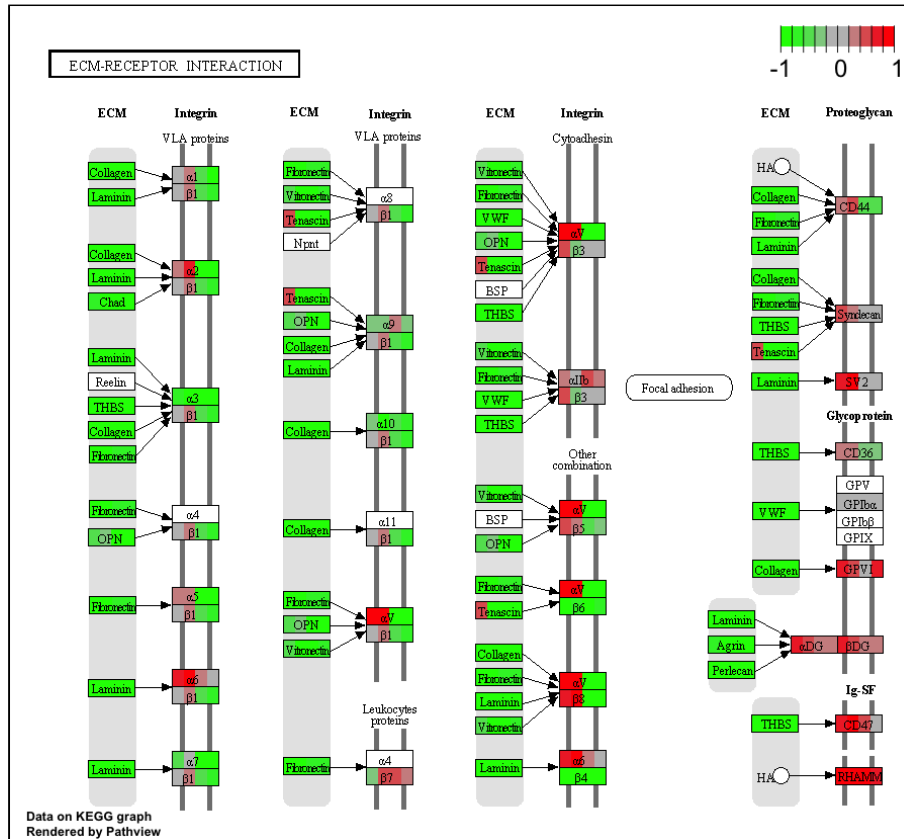 -1 0 1
ECM-RECEPTOR INTERACTION
ECM Integrin
VLA proteins
Collagen α1
Laminin β1
Collagen α2
Laminin β1
Chad
Laminin
Reelin α3
THBS β1
Collagen
Fibronectin
Fibronectin α4
OPN β1
Fibronectin α5
β1
Laminin α6
β1
Laminin α7
β1
ECM Integrin
VLA proteins
Fibronectin
Vitronectin α8
Tenascin β1
Npnt
Tenascin
OPN α9
Collagen β1
Laminin
Collagen α10
β1
Collagen α11
β1
Fibronectin
OPN αV
Vitronectin β1
Leukocytes
proteins
Fibronectin α4
β7
ECM Integrin
Cytoadhesin
Vitronectin
Fibronectin
VWF αV
OPN β3
Tenascin
BSP
THBS
Vitronectin
Fibronectin αIIb
VWF β3
THBS
Focal adhesion
Other
combination
Vitronectin αV
BSP β5
OPN
Fibronectin αV
Tenascin β6
Collagen
Fibronectin αV
Laminin β8
Vitronectin
Laminin α6
β4
ECM Proteoglycan
HA
Collagen CD44
Fibronectin
Laminin
Collagen
Fibronectin Syndecan
THBS
Tenascin
Laminin SV2
Glycoprotein
THBS CD36
GPV
VWF GPIbα
GPIbβ
GPIX
Collagen GPVI
Laminin
Agrin αDG βDG
Perlecan
Ig-SF
THBS CD47
HA RHAMM
Data on KEGG graph
Rendered by Pathview